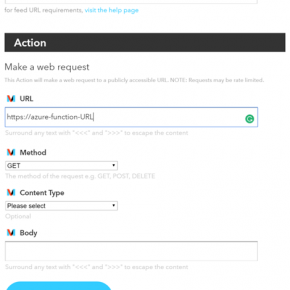 for feed URL requirements, visit the help page
Action
Make a web request
This Action will make a web request to a publicly accessible URL. NOTE: Requests may be rate limited.
URL
https://azure-function-URL
Surround any text with "<<<" and ">>>" to escape the content
Method
GET
The method of the request e.g. GET, POST, DELETE
Content Type
Please select
Optional
Body
Surround any text with "<<<" and ">>>" to escape the content